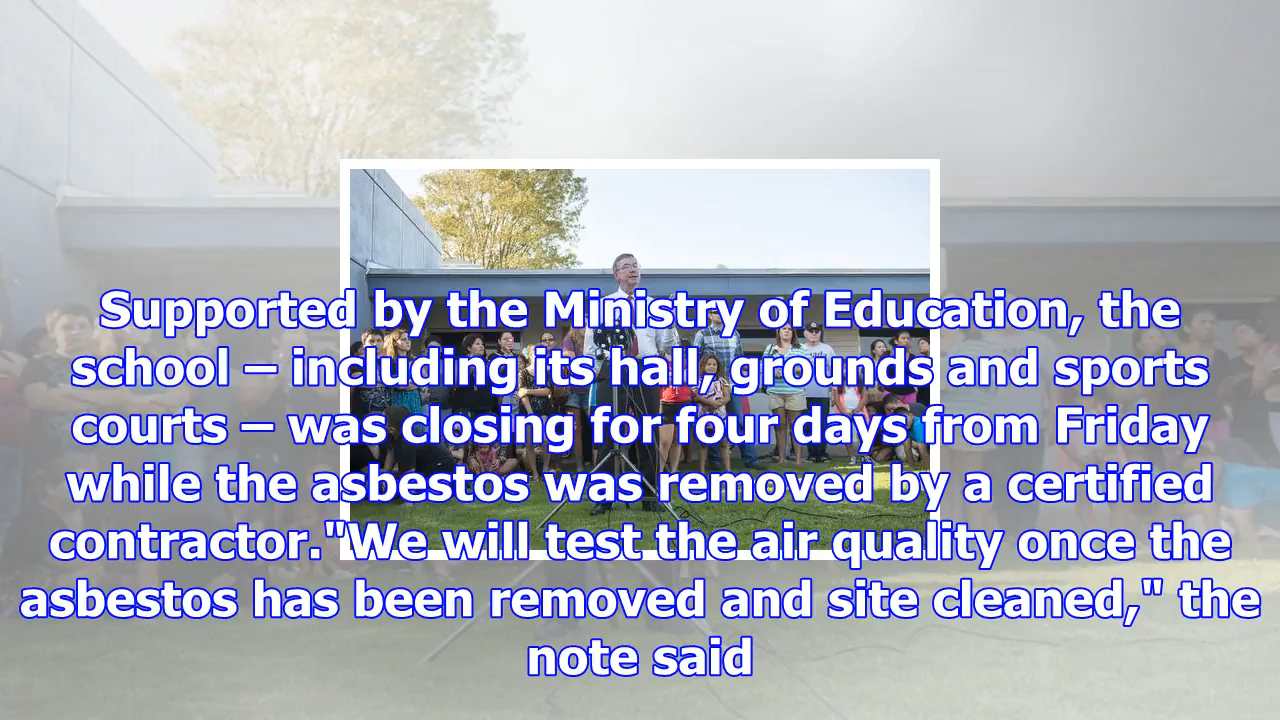 Supported by the Ministry of Education, the
school – including its hall, grounds and sports
courts – was closing for four days from Friday
while the asbestos was removed by a certified
contractor."We will test the air quality once the
asbestos has been removed and site cleaned," the
note said